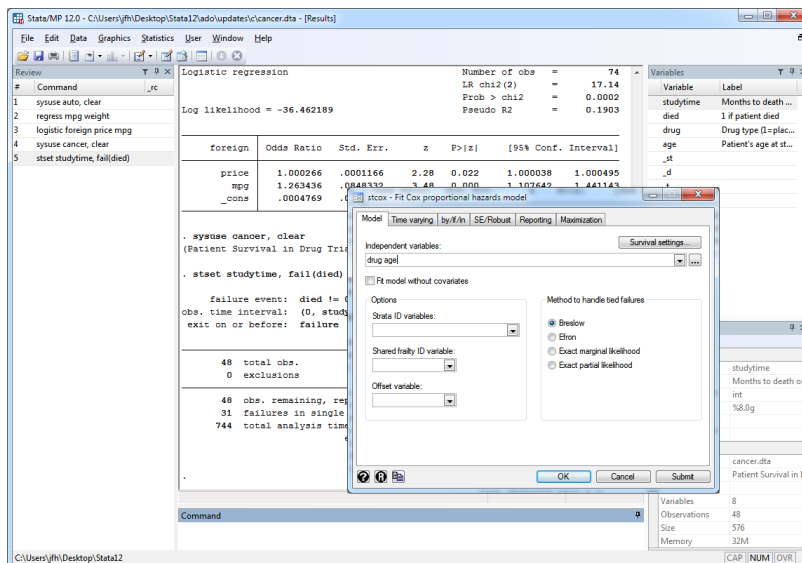 Stata/MP 12.0 - C:\Users\jfh\Desktop\Stata12\ado\updates\c\cancer.dta - [Results]
File Edit Data Graphics Statistics User Window Help
Review
# Command _rc
1 sysuse auto, clear
2 regress mpg weight
3 logistic foreign price mpg
4 sysuse cancer, clear
5 stset studytime, fail(died)
Logistic regression Number of obs = 74
LR chi2(2) = 17.14
Prob > chi2 = 0.0002
Log likelihood = -36.462189 Pseudo R2 = 0.1903
foreign Odds Ratio Std. Err. z P>|z| [95% Conf. Interval]
price 1.000266 .0001166 2.28 0.022 1.000038 1.000495
mpg 1.263436 .0848332 3.48 0.000 1.107642 1.441143
_cons .0004769
. sysuse cancer, clear
(Patient Survival in Drug Tria
. stset studytime, fail(died)
failure event: died !=
obs. time interval: (0, study
exit on or before: failure
48 total obs.
0 exclusions
48 obs. remaining, rep
31 failures in single
744 total analysis time
.
Command
Variables
Variable Label
studytime Months to death ...
died 1 if patient died
drug Drug type (1=plac...
age Patient's age at st...
_st
_d
_t
stcox - Fit Cox proportional hazards model
Model Time varying by/if/in SE/Robust Reporting Maximization
Independent variables: Survival settings...
drug age ...
Fit model without covariates
Options
Strata ID variables:
Shared frailty ID variable:
Offset variable:
Method to handle tied failures
Breslow
Efron
Exact marginal likelihood
Exact partial likelihood
OK Cancel Submit
studytime
Months to death o
int
%8.0g
cancer.dta
Patient Survival in
Variables 8
Observations 48
Size 576
Memory 32M
C:\Users\jfh\Desktop\Stata12 CAP NUM OVR